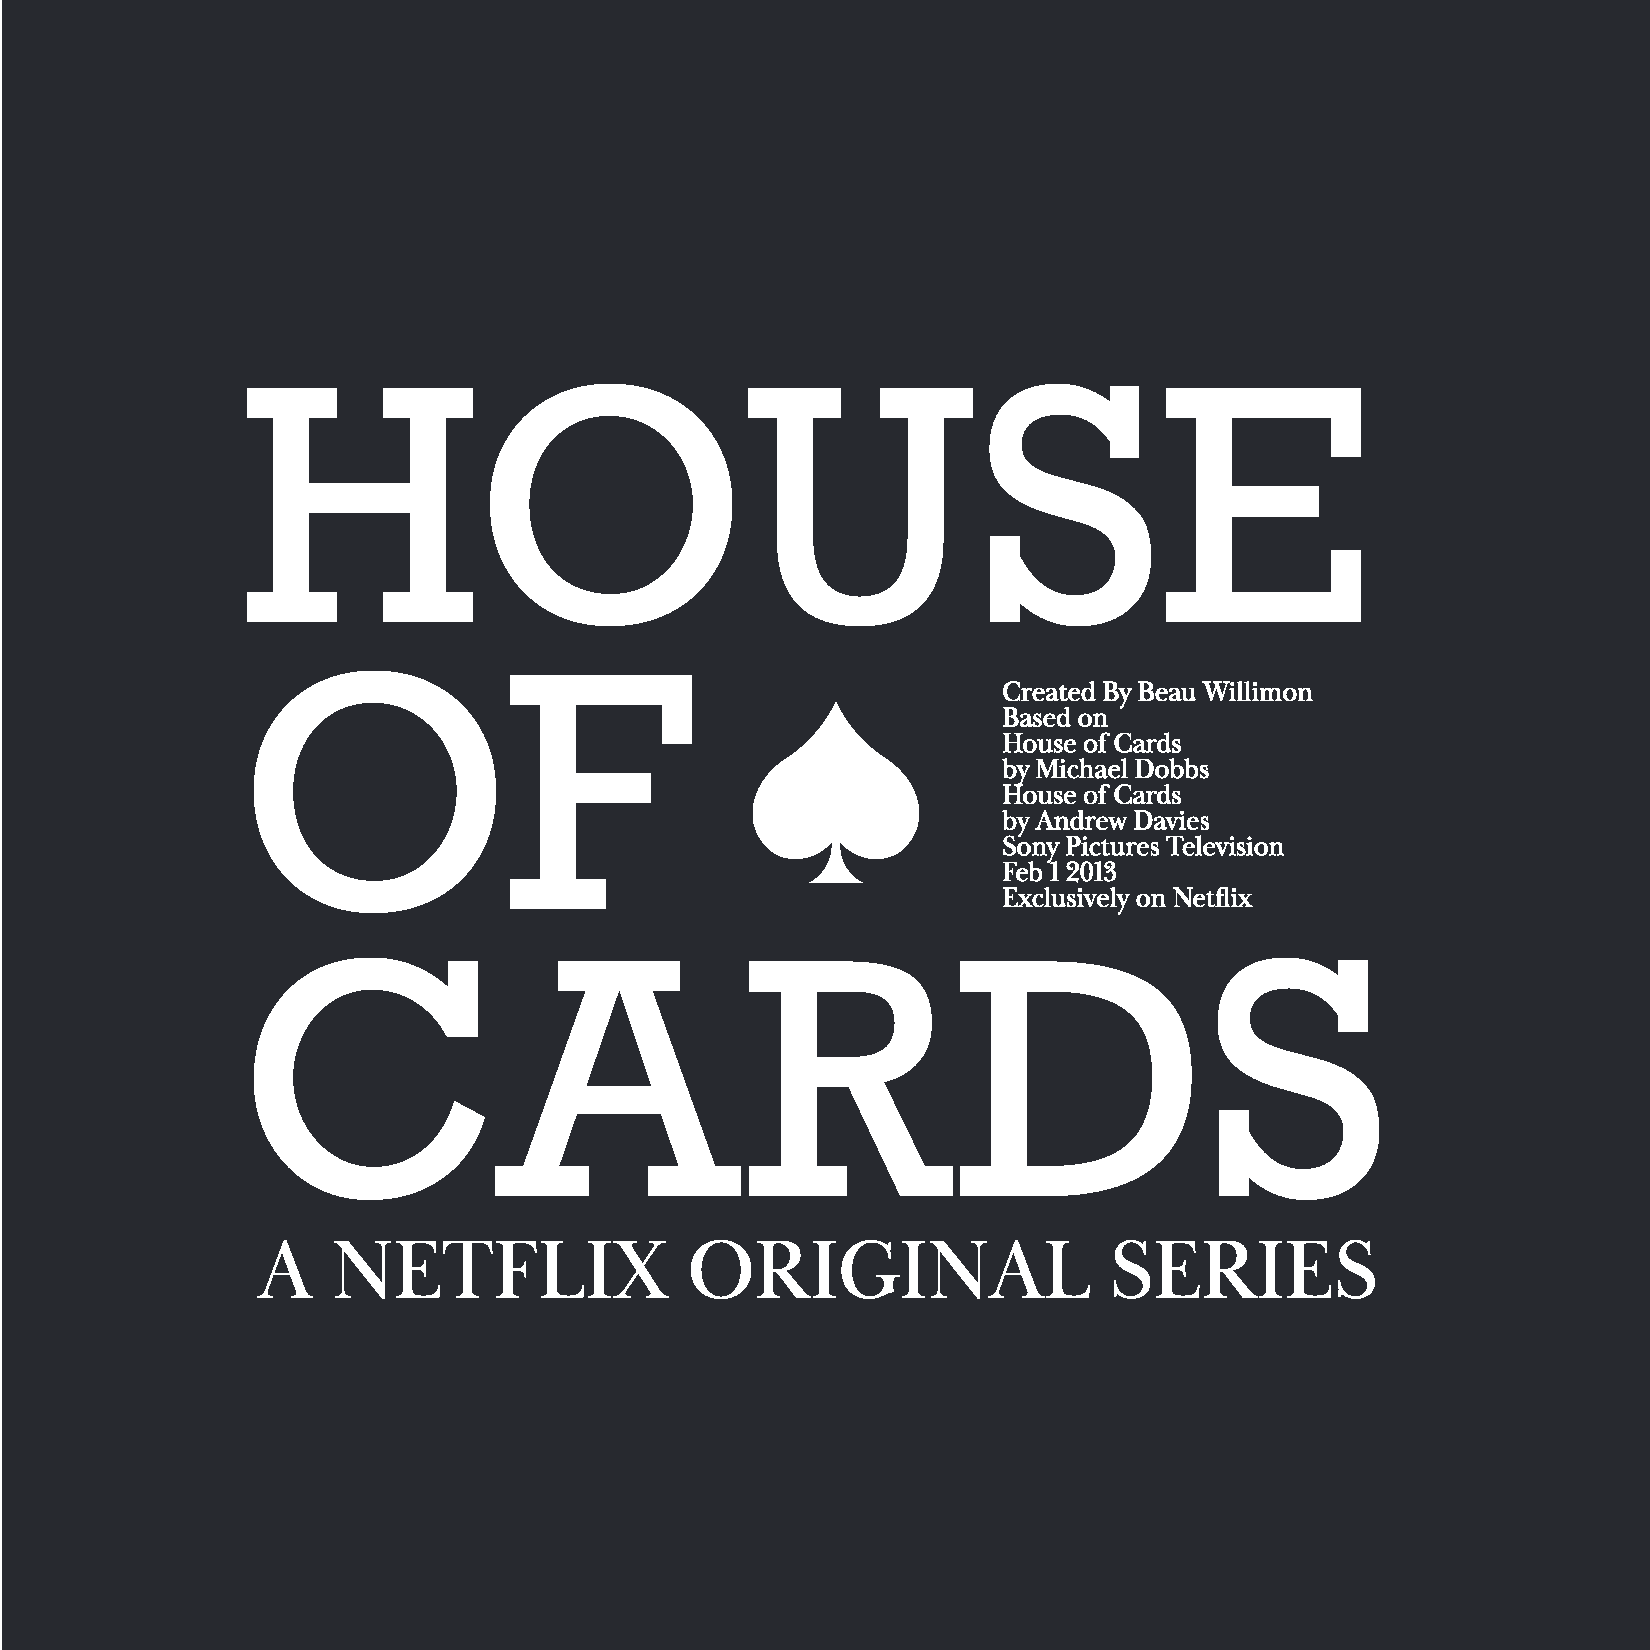 HOUSE
OF
Created By Beau Willimon
Based on
House of Cards
by Michael Dobbs
House of Cards
by Andrew Davies
Sony Pictures Television
Feb 1 2013
Exclusively on Netflix
CARDS
A NETFLIX ORIGINAL SERIES